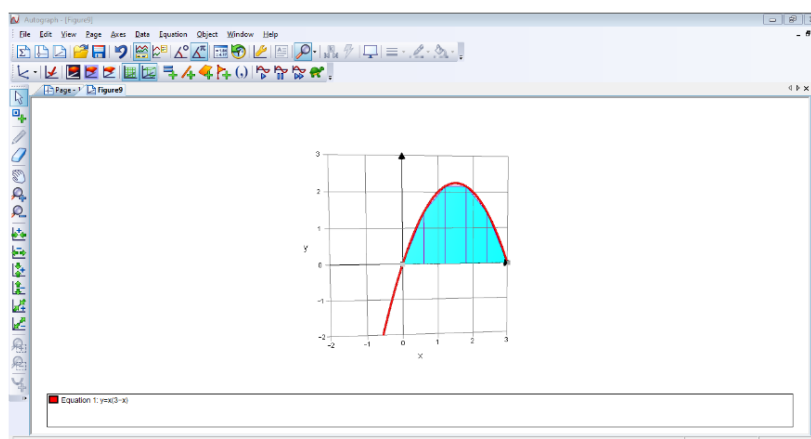 Autograph - [Figure9]
File Edit View Page Axes Data Equation Object Window Help
Page - 1 Figure9
3
2
1
y
0
-1
-2
-2 -1 0 1 2 3
x
Equation 1: y=x(3−x)